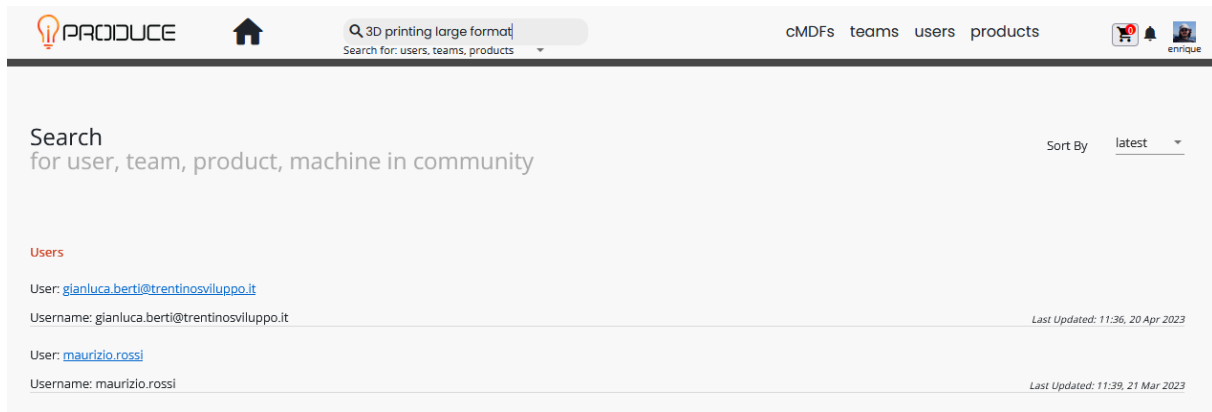 iPRODUCE
3D printing large format
Search for: users, teams, products
cMDFs teams users products
0
enrique
Search
for user, team, product, machine in community
Sort By latest
Users
User: gianluca.berti@trentinosviluppo.it
Username: gianluca.berti@trentinosviluppo.it
Last Updated: 11:36, 20 Apr 2023
User: maurizio.rossi
Username: maurizio.rossi
Last Updated: 11:39, 21 Mar 2023